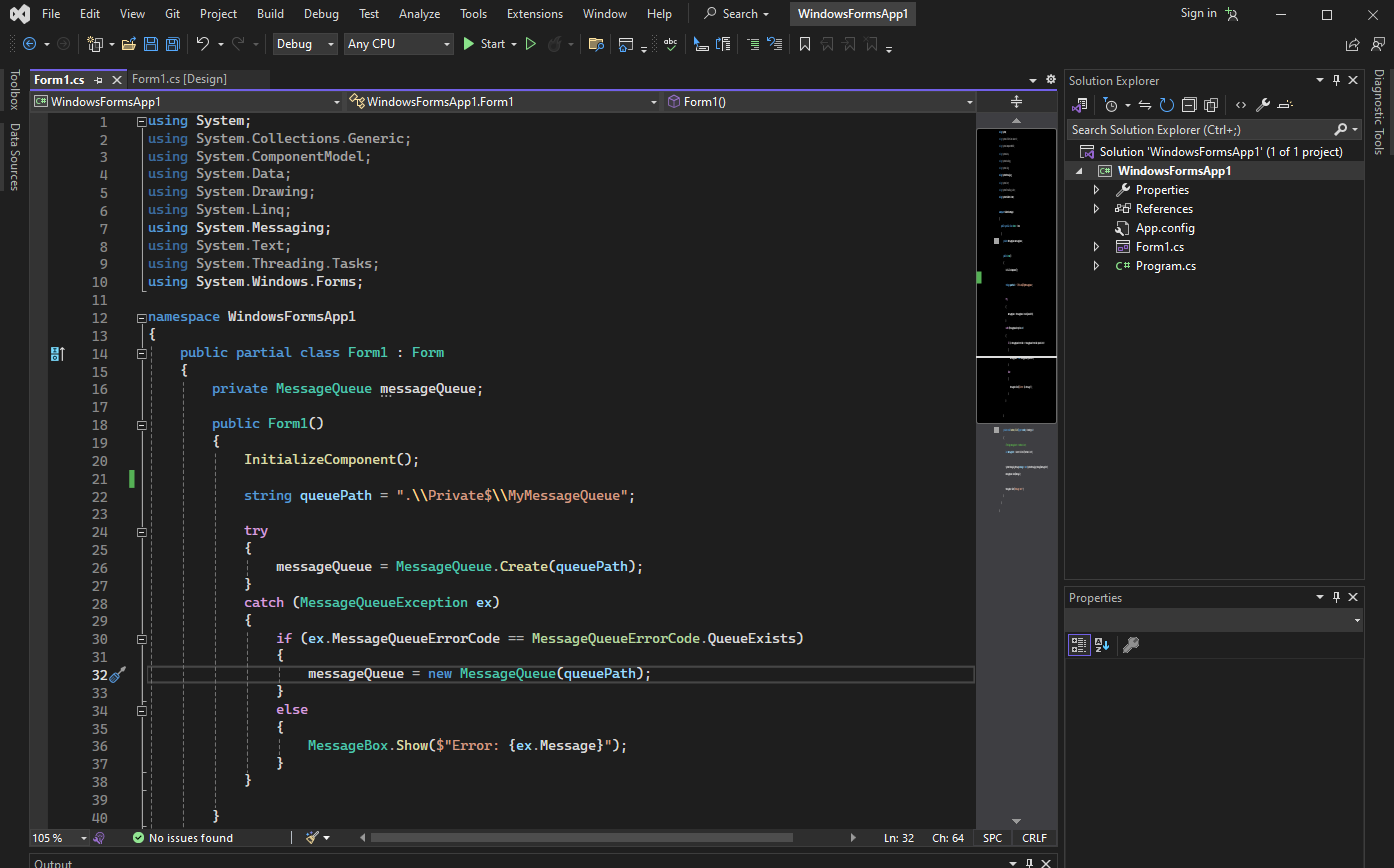 File Edit View Git Project Build Debug Test Analyze Tools Extensions Window Help Search WindowsFormsApp1 Sign in
Debug Any CPU Start
Toolbox
Data Sources
Form1.cs Form1.cs [Design]
WindowsFormsApp1 WindowsFormsApp1.Form1 Form1()
1 using System;
2 using System.Collections.Generic;
3 using System.ComponentModel;
4 using System.Data;
5 using System.Drawing;
6 using System.Linq;
7 using System.Messaging;
8 using System.Text;
9 using System.Threading.Tasks;
10 using System.Windows.Forms;
11
12 namespace WindowsFormsApp1
13 {
14 public partial class Form1 : Form
15 {
16 private MessageQueue messageQueue;
17
18 public Form1()
19 {
20 InitializeComponent();
21
22 string queuePath = ".\\Private$\\MyMessageQueue";
23
24 try
25 {
26 messageQueue = MessageQueue.Create(queuePath);
27 }
28 catch (MessageQueueException ex)
29 {
30 if (ex.MessageQueueErrorCode == MessageQueueErrorCode.QueueExists)
31 {
32 messageQueue = new MessageQueue(queuePath);
33 }
34 else
35 {
36 MessageBox.Show($"Error: {ex.Message}");
37 }
38 }
39
40 }
105 % No issues found Ln: 32 Ch: 64 SPC CRLF
Output
Solution Explorer
Search Solution Explorer (Ctrl+;)
Solution 'WindowsFormsApp1' (1 of 1 project)
C# WindowsFormsApp1
Properties
References
App.config
Form1.cs
C# Program.cs
Properties
Diagnostic Tools